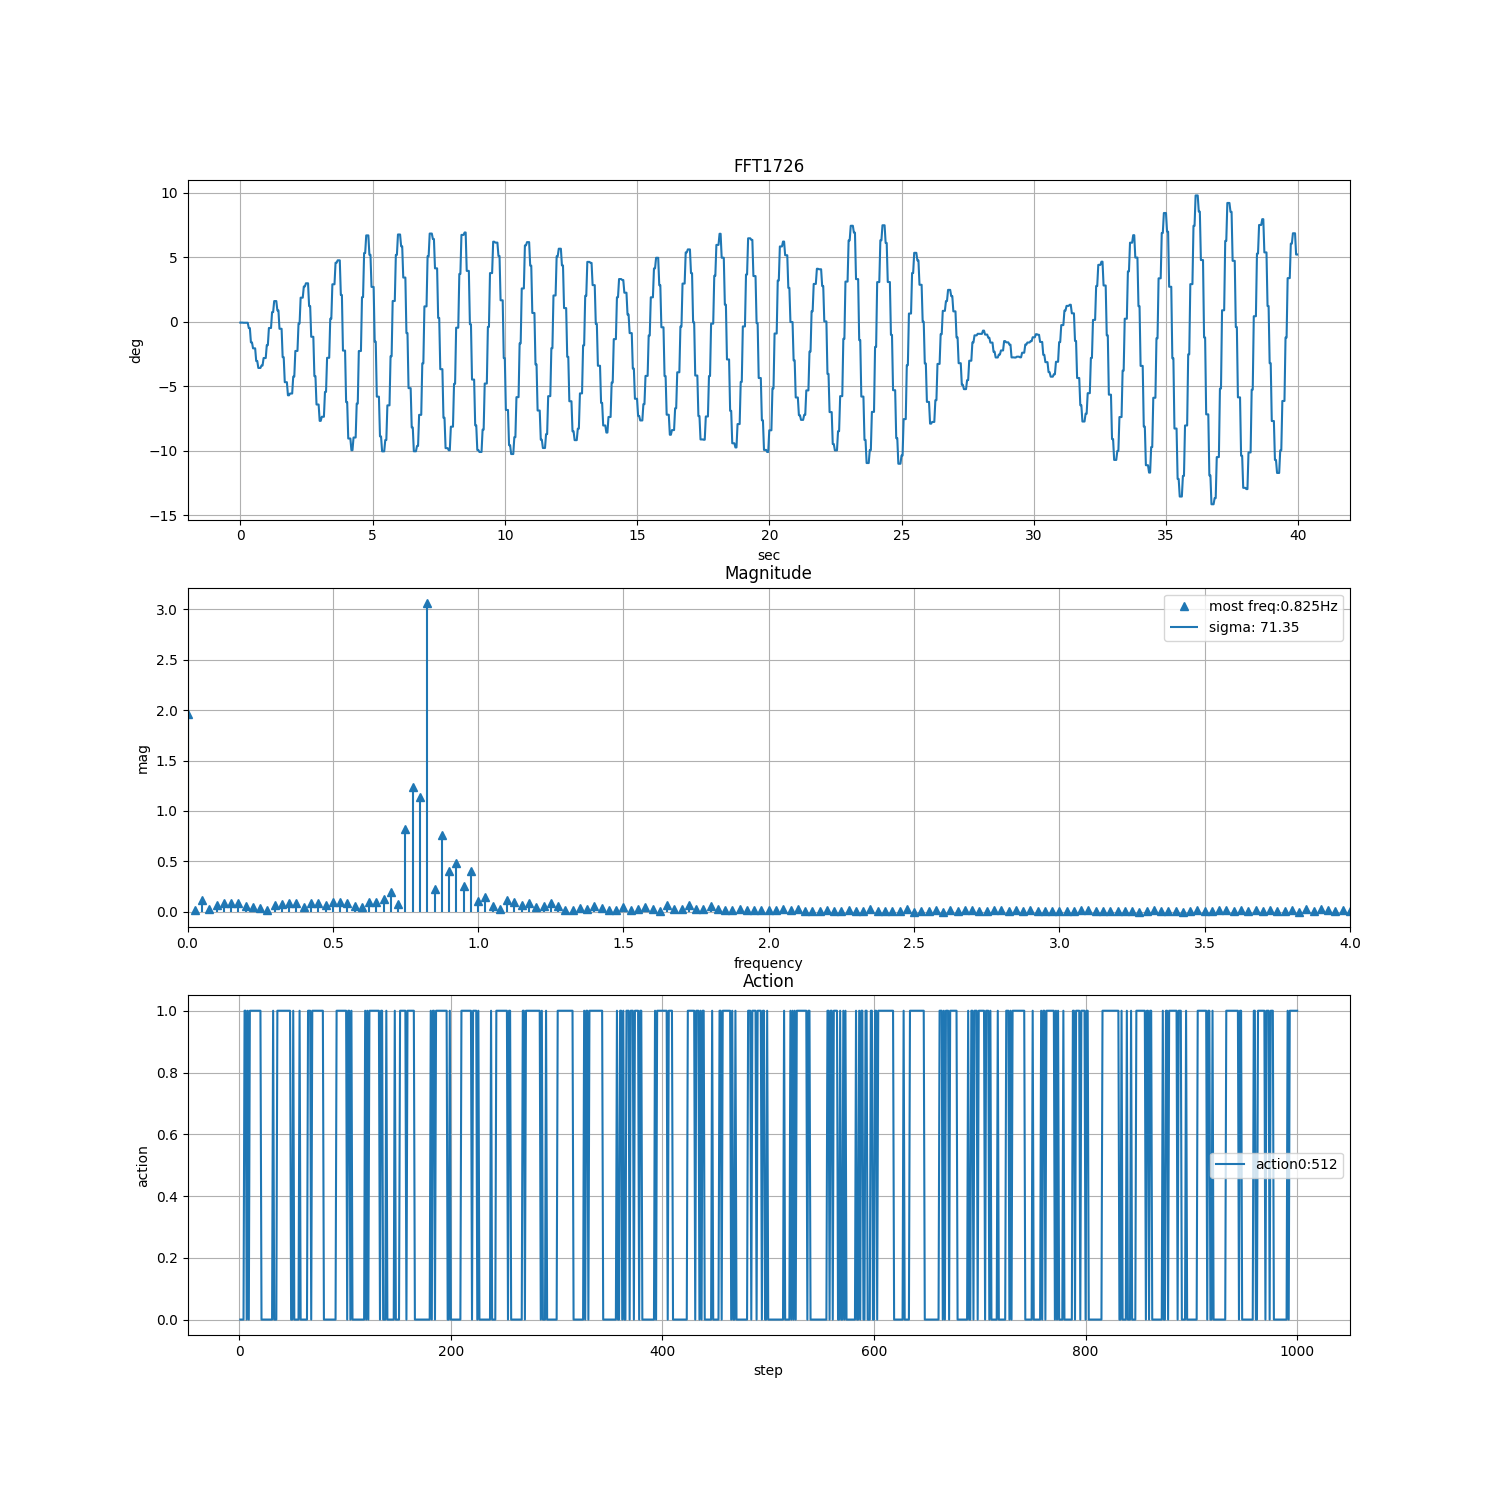 FFT1726
10
5
0
−5
−10
−15
deg
0 5 10 15 20 25 30 35 40
sec
Magnitude
3.0
2.5
2.0
1.5
1.0
0.5
0.0
mag
most freq:0.825Hz
sigma: 71.35
0.0 0.5 1.0 1.5 2.0 2.5 3.0 3.5 4.0
frequency
Action
1.0
0.8
0.6
0.4
0.2
0.0
action
action0:512
0 200 400 600 800 1000
step